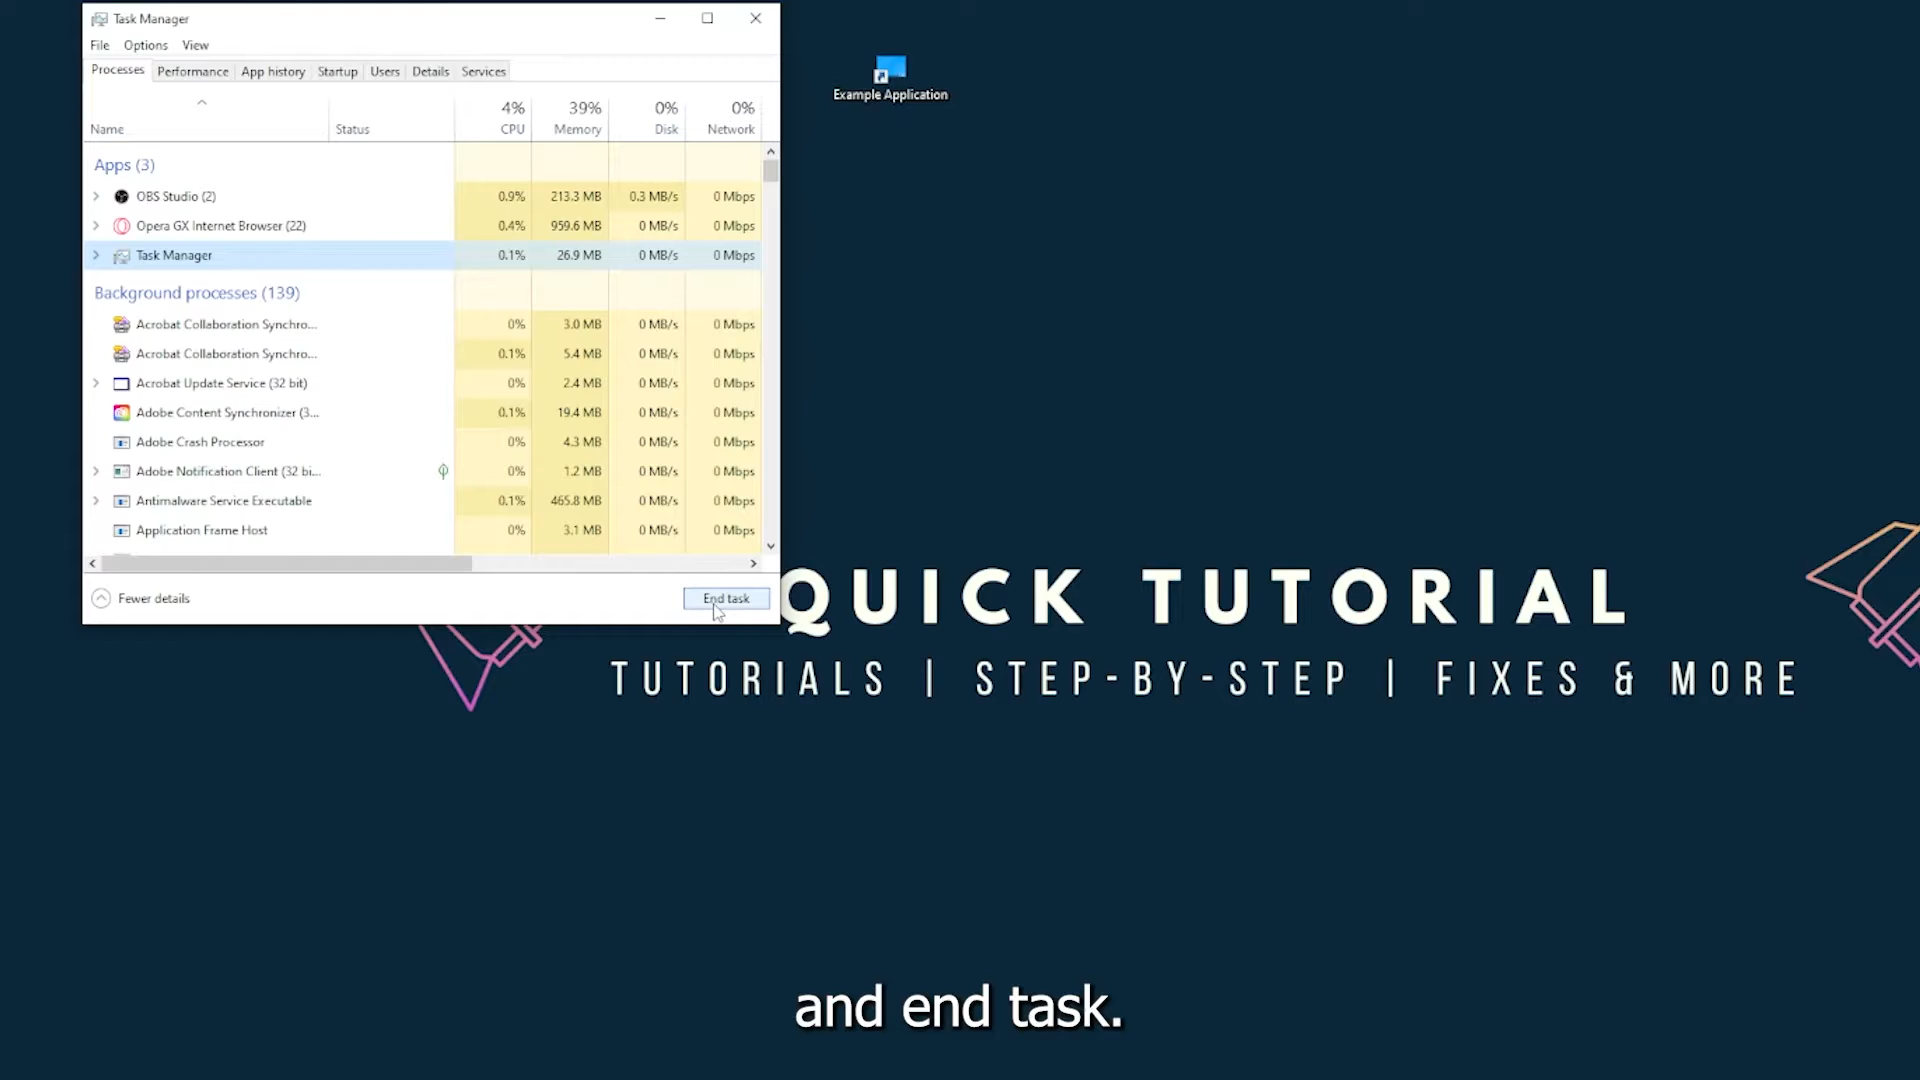 Task Manager
File Options View
Processes Performance App history Startup Users Details Services
4% 39% 0% 0%
Name Status CPU Memory Disk Network
Apps (3)
OBS Studio (2) 0.9% 213.3 MB 0.3 MB/s 0 Mbps
Opera GX Internet Browser (22) 0.4% 959.6 MB 0 MB/s 0 Mbps
Task Manager 0.1% 26.9 MB 0 MB/s 0 Mbps
Background processes (139)
Acrobat Collaboration Synchro... 0% 3.0 MB 0 MB/s 0 Mbps
Acrobat Collaboration Synchro... 0.1% 5.4 MB 0 MB/s 0 Mbps
Acrobat Update Service (32 bit) 0% 2.4 MB 0 MB/s 0 Mbps
Adobe Content Synchronizer (3... 0.1% 19.4 MB 0 MB/s 0 Mbps
Adobe Crash Processor 0% 4.3 MB 0 MB/s 0 Mbps
Adobe Notification Client (32 bi... 0% 1.2 MB 0 MB/s 0 Mbps
Antimalware Service Executable 0.1% 465.8 MB 0 MB/s 0 Mbps
Application Frame Host 0% 3.1 MB 0 MB/s 0 Mbps
Fewer details End task
Example Application
QUICK TUTORIAL
TUTORIALS | STEP-BY-STEP | FIXES & MORE
and end task.